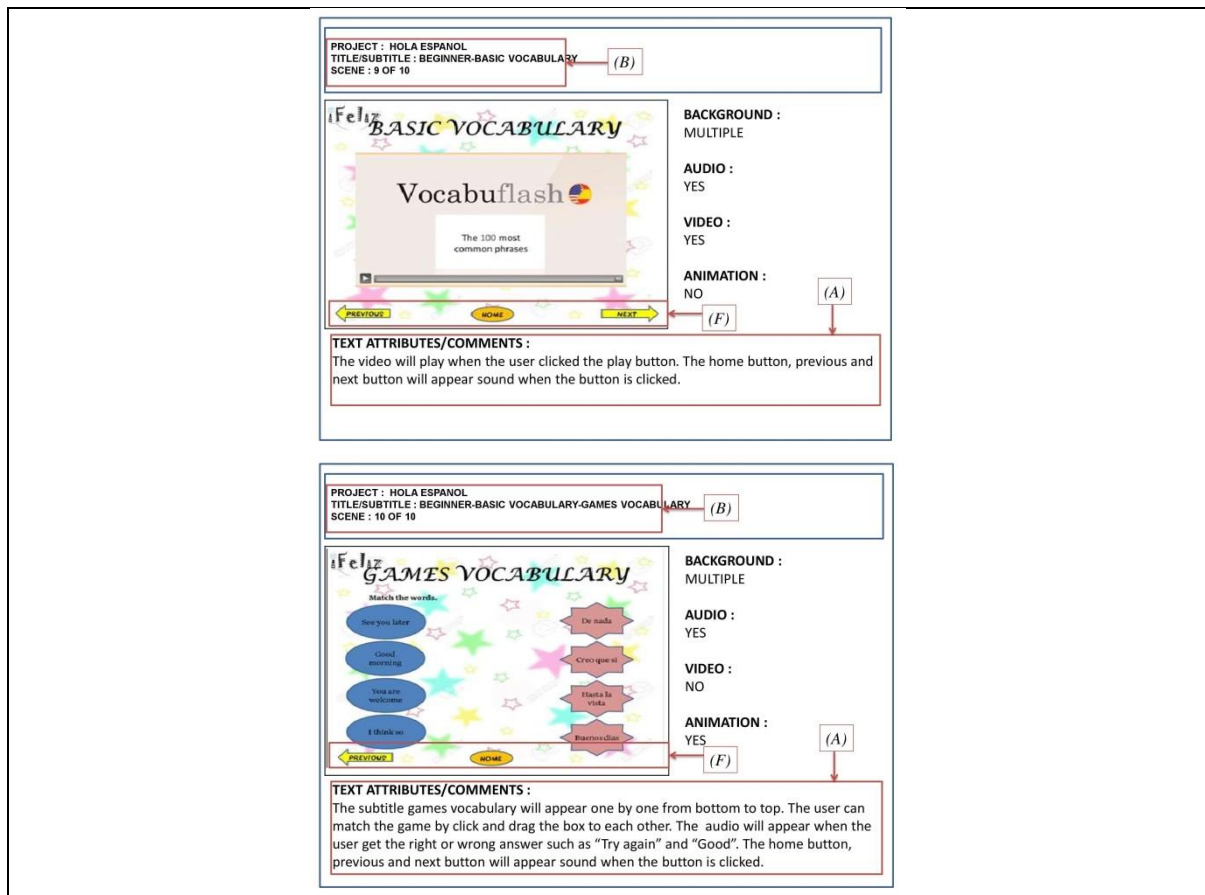 PROJECT : HOLA ESPANOL
TITLE/SUBTITLE : BEGINNER-BASIC VOCABULARY
SCENE : 9 OF 10
(B)
¡Feliz
BASIC VOCABULARY
Vocabuflash
The 100 most
common phrases
PREVIOUS
HOME
NEXT
BACKGROUND :
MULTIPLE
AUDIO :
YES
VIDEO :
YES
ANIMATION :
NO
(A)
(F)
TEXT ATTRIBUTES/COMMENTS :
The video will play when the user clicked the play button. The home button, previous and
next button will appear sound when the button is clicked.
PROJECT : HOLA ESPANOL
TITLE/SUBTITLE : BEGINNER-BASIC VOCABULARY-GAMES VOCABULARY
SCENE : 10 OF 10
(B)
¡Feliz
GAMES VOCABULARY
Match the words.
See you later
De nada
Good
morning
Creo que si
You are
welcome
Hasta la
vista
I think so
Buenos dias
PREVIOUS
HOME
BACKGROUND :
MULTIPLE
AUDIO :
YES
VIDEO :
NO
ANIMATION :
YES
(A)
(F)
TEXT ATTRIBUTES/COMMENTS :
The subtitle games vocabulary will appear one by one from bottom to top. The user can
match the game by click and drag the box to each other. The audio will appear when the
user get the right or wrong answer such as “Try again” and “Good”. The home button,
previous and next button will appear sound when the button is clicked.